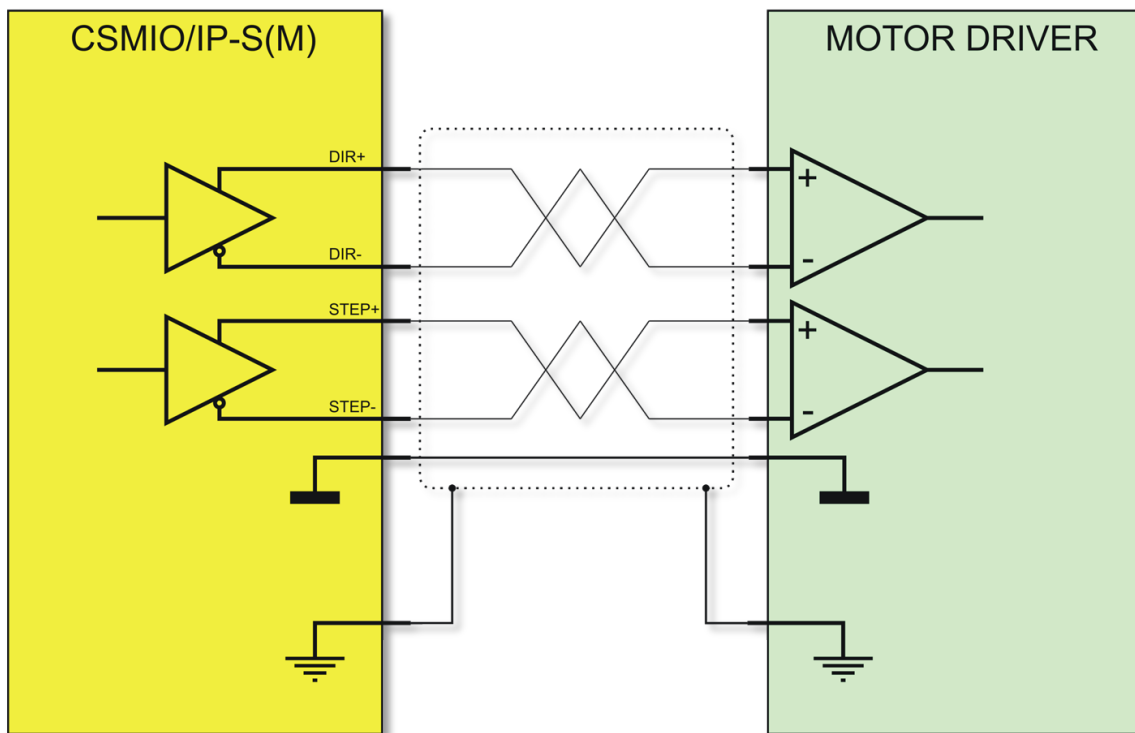 CSMIO/IP-S(M)
MOTOR DRIVER
DIR+
+
DIR-
-
STEP+
+
STEP-
-